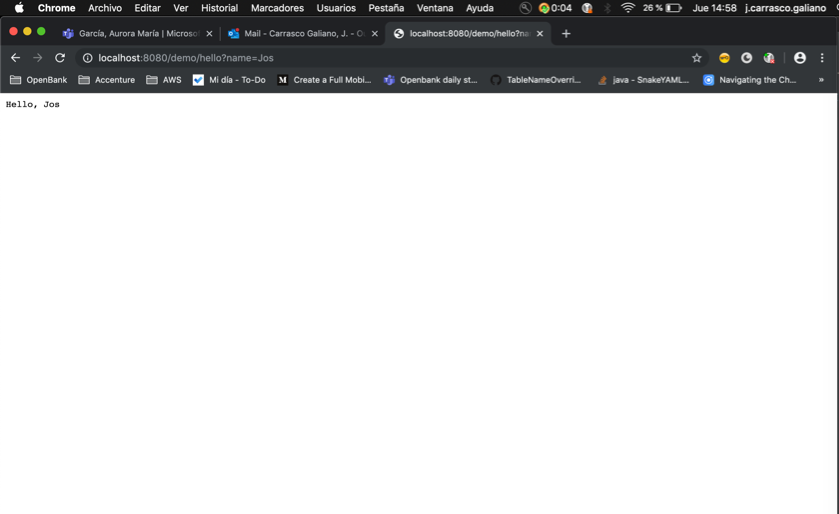 Chrome Archivo Editar Ver Historial Marcadores Usuarios Pestaña Ventana Ayuda 0:04 26 % Jue 14:58 j.carrasco.galiano
García, Aurora María | Microso Mail - Carrasco Galiano, J. - O localhost:8080/demo/hello?na
localhost:8080/demo/hello?name=Jos
OpenBank Accenture AWS Mi día - To-Do Create a Full Mobi... Openbank daily st... TableNameOverri... java - SnakeYAML... Navigating the Ch... »
Hello, Jos